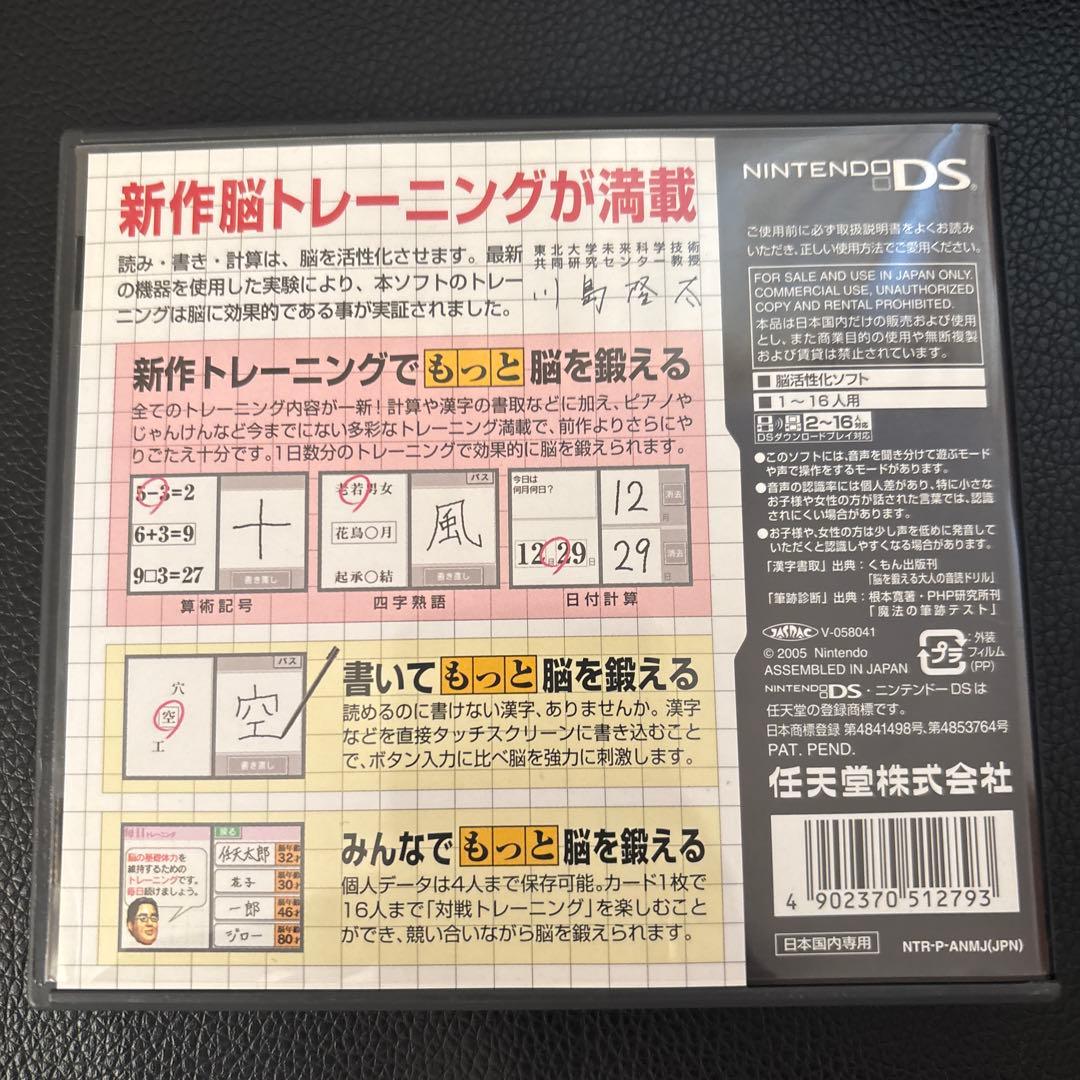 新作脳トレーニングが満載
読み・書き・計算は、脳を活性化させます。最新
の機器を使用した実験により、本ソフトのトレー
ニングは脳に効果的である事が実証されました。
東北大学未来科学技術
共同研究センター教授
川島隆太
新作トレーニングでもっと脳を鍛える
全てのトレーニング内容が一新!計算や漢字の書取などに加え、ピアノや
じゃんけんなど今までにない多彩なトレーニング満載で、前作よりさらにや
りごたえ十分です。1日数分のトレーニングで効果的に脳を鍛えられます。
5-3=2
6+3=9
9□3=27
十
書き直し
算術記号
老若男女
花鳥○月
起承○結
パス
風
書き直し
四字熟語
今日は
何月何日?
12月29日
12
月
消去
29
日
消去
日付計算
穴
空
工
パス
空
書き直し
書いてもっと脳を鍛える
読めるのに書けない漢字、ありませんか。漢字
などを直接タッチスクリーンに書き込むこと
で、ボタン入力に比べ脳を強力に刺激します。
毎日トレーニング
脳の基礎体力を
維持するための
トレーニングです。
毎日続けましょう。
戻る
任天太郎 脳年齢 32才
花子 脳年齢 30才
一郎 脳年齢 46才
ジロー 脳年齢 80才
みんなでもっと脳を鍛える
個人データは4人まで保存可能。カード1枚で
16人まで「対戦トレーニング」を楽しむこと
ができ、競い合いながら脳を鍛えられます。
NINTENDO DS®
ご使用前に必ず取扱説明書をよくお読み
いただき、正しい使用方法でご愛用ください。
FOR SALE AND USE IN JAPAN ONLY.
COMMERCIAL USE, UNAUTHORIZED
COPY AND RENTAL PROHIBITED.
本品は日本国内だけの販売および使用
とし、また商業目的の使用や無断複製
および賃貸は禁止されています。
■ 脳活性化ソフト
■ 1~16人用
2~16人対応
DSダウンロードプレイ対応
●このソフトには、音声を聞き分けて遊ぶモード
や声で操作をするモードがあります。
●音声の認識率には個人差があり、特に小さな
お子様や女性の方が話された言葉では、認識
されにくい場合があります。
●お子様や、女性の方は少し声を低めに発音して
いただくと認識しやすくなる場合があります。
「漢字書取」出典:くもん出版刊
「脳を鍛える大人の音読ドリル」
「筆跡診断」出典:根本寛著・PHP研究所刊
「魔法の筆跡テスト」
JASRAC V-058041
© 2005 Nintendo
ASSEMBLED IN JAPAN
プラ
:外装
フィルム
(PP)
NINTENDO DS・ニンテンドーDSは
任天堂の登録商標です。
日本商標登録 第4841498号、第4853764号
PAT. PEND.
任天堂株式会社
4 902370 512793
日本国内専用
NTR-P-ANMJ(JPN)